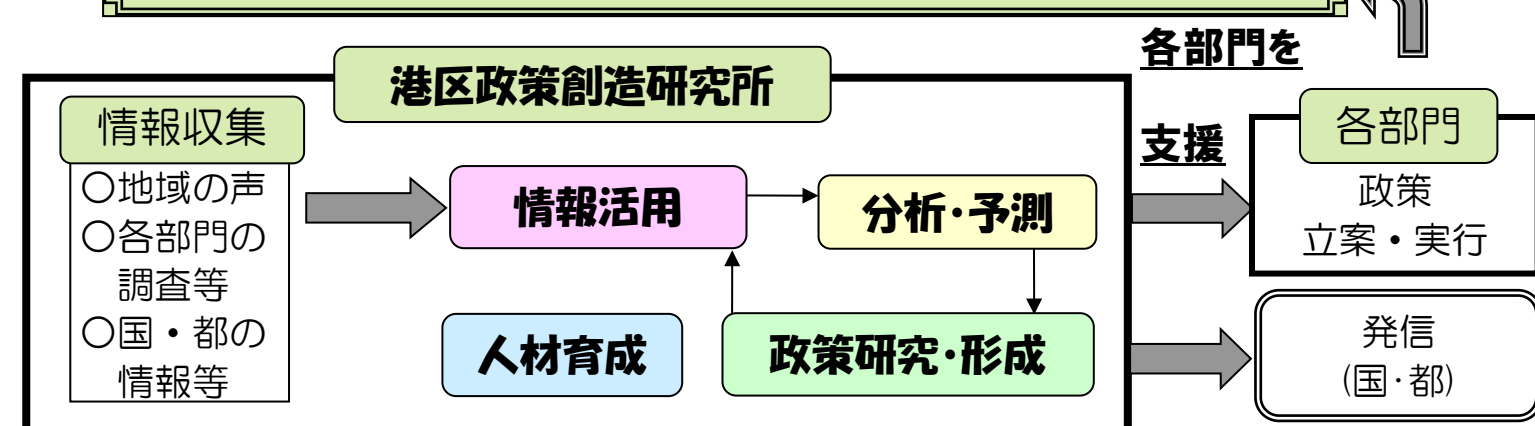 港区政策創造研究所
情報収集
○地域の声
○各部門の
調査等
○国・都の
情報等
情報活用
分析・予測
人材育成
政策研究・形成
各部門を
支援
各部門
政策
立案・実行
発信
(国・都)